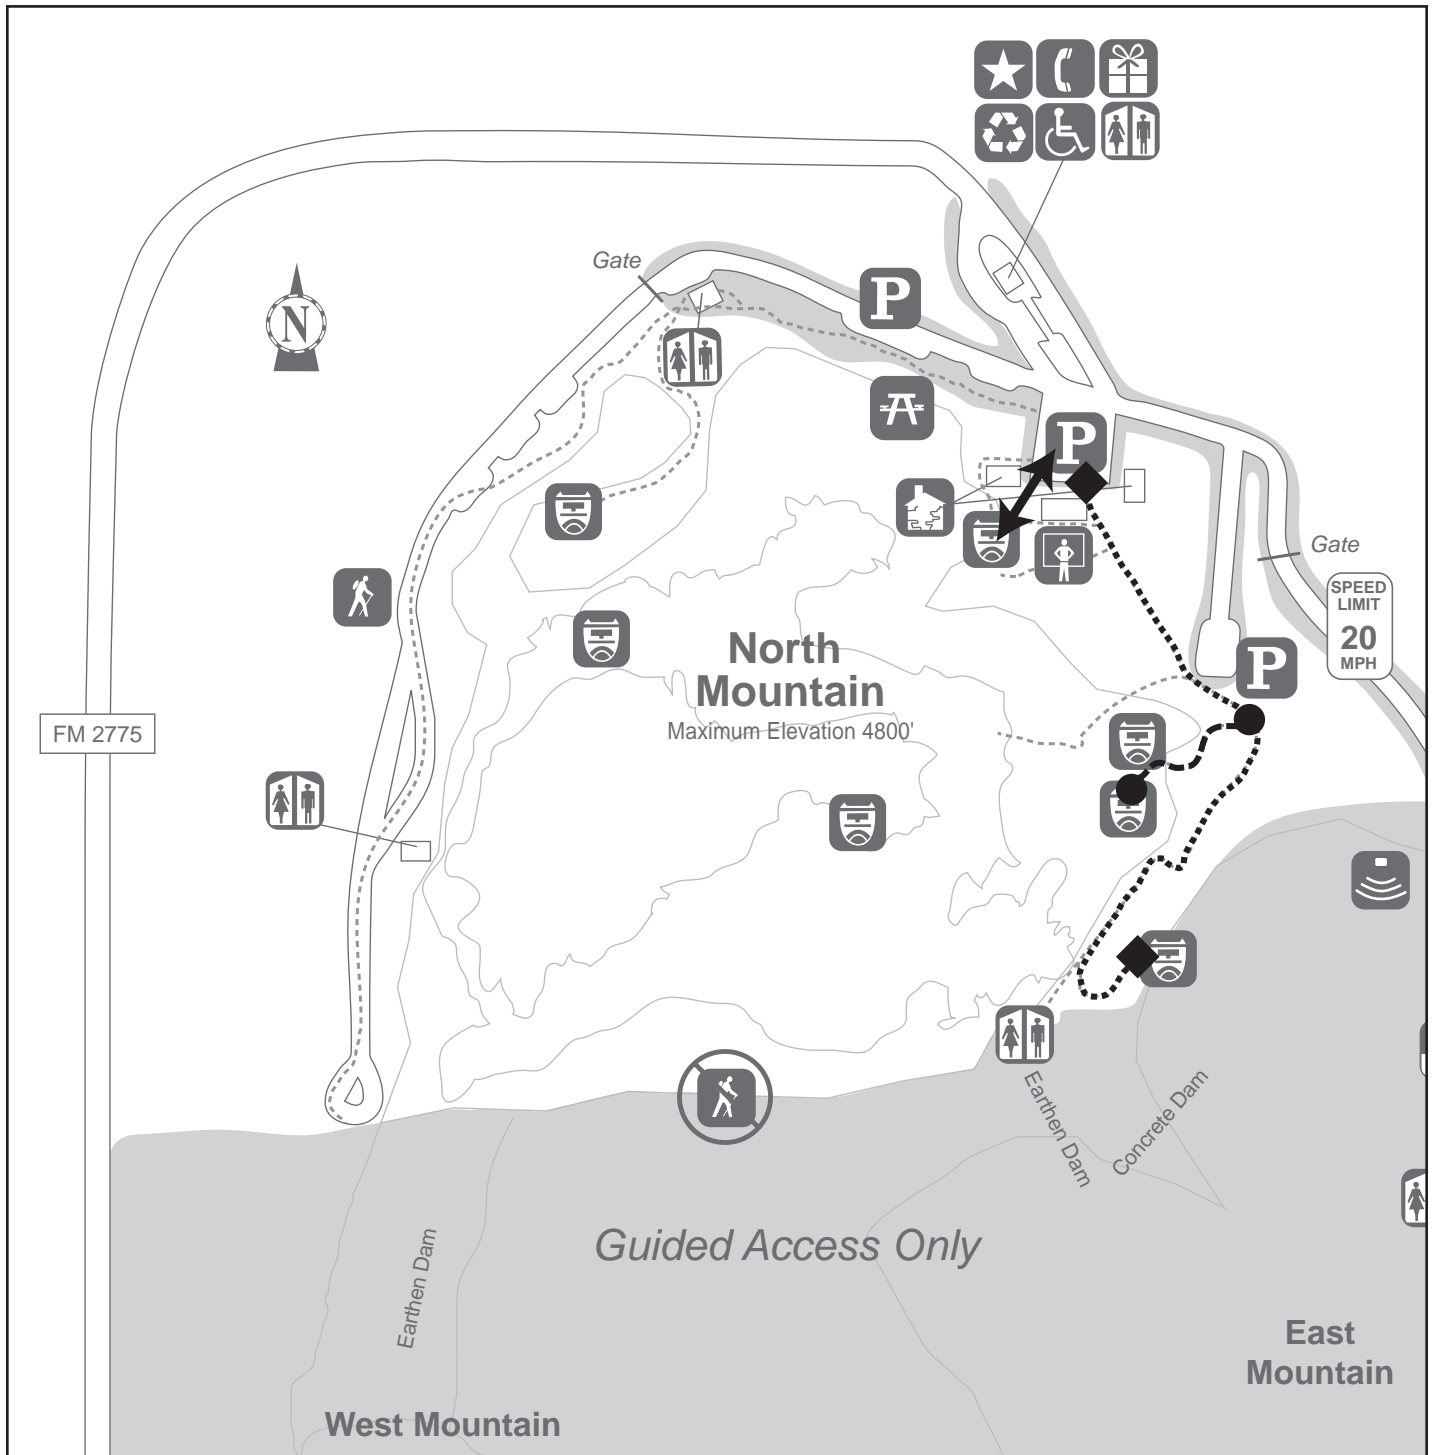 Gate
N
P
P
Gate
SPEED
LIMIT
20
MPH
North
Mountain
Maximum Elevation 4800'
P
FM 2775
Earthen Dam
Concrete Dam
Guided Access Only
Earthen Dam
East
Mountain
West Mountain